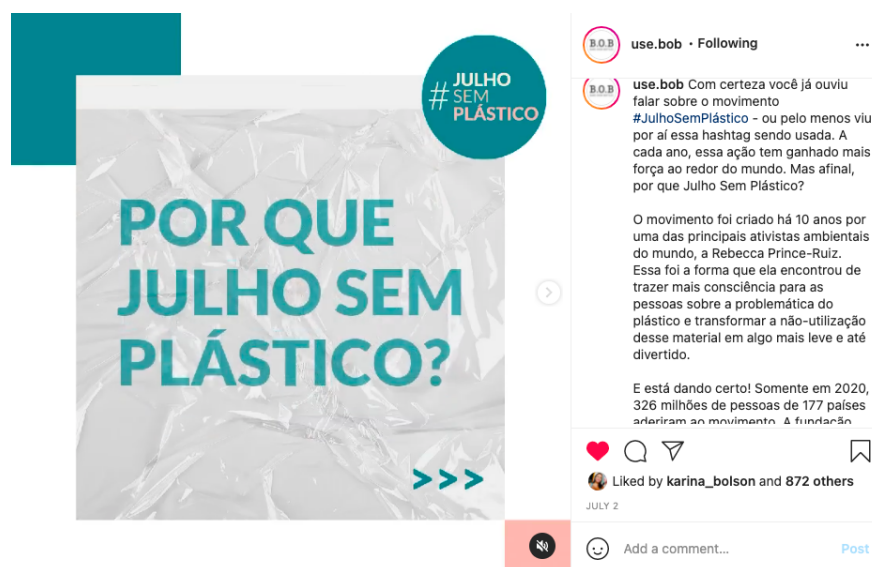 # JULHO
SEM
PLÁSTICO
POR QUE
JULHO SEM
PLÁSTICO?
>>>
B.O.B
use.bob • Following
B.O.B
use.bob Com certeza você já ouviu
falar sobre o movimento
#JulhoSemPlástico - ou pelo menos viu
por aí essa hashtag sendo usada. A
cada ano, essa ação tem ganhado mais
força ao redor do mundo. Mas afinal,
por que Julho Sem Plástico?
O movimento foi criado há 10 anos por
uma das principais ativistas ambientais
do mundo, a Rebecca Prince-Ruiz.
Essa foi a forma que ela encontrou de
trazer mais consciência para as
pessoas sobre a problemática do
plástico e transformar a não-utilização
desse material em algo mais leve e até
divertido.
E está dando certo! Somente em 2020,
326 milhões de pessoas de 177 países
aderiram ao movimento. A fundação
Liked by karina_bolson and 872 others
JULY 2
Add a comment...
Post